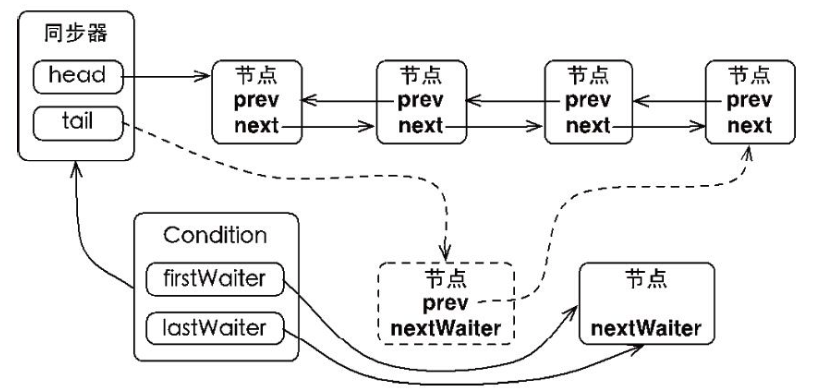 同步器
head
tail
节点
prev
next
节点
prev
next
节点
prev
next
节点
prev
next
Condition
firstWaiter
lastWaiter
节点
prev
nextWaiter
节点
nextWaiter